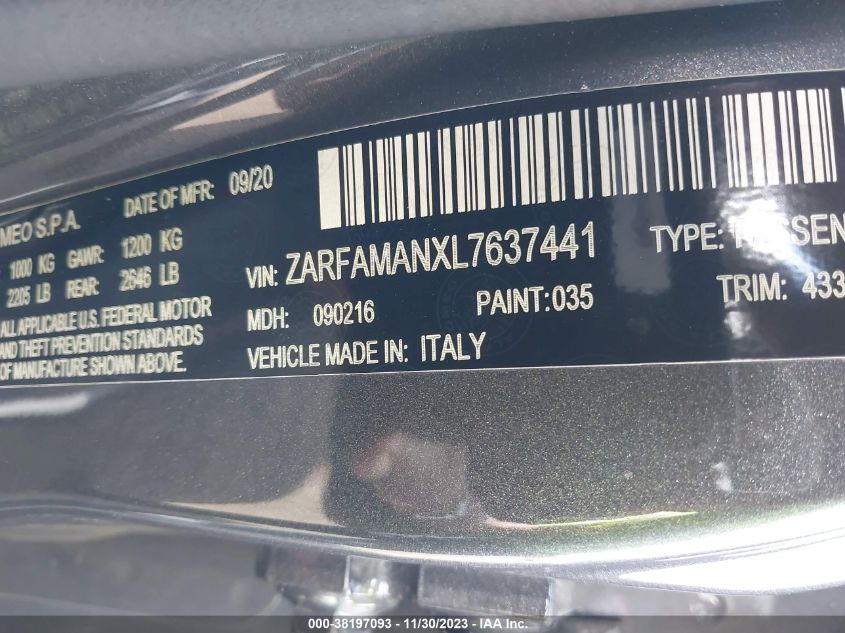 MEO S.P.A. DATE OF MFR: 09/20
1000 KG GAWR: 1200 KG
2205 LB REAR: 2646 LB
ALL APPLICABLE U.S. FEDERAL MOTOR
AND THEFT PREVENTION STANDARDS
OF MANUFACTURE SHOWN ABOVE.
VIN: ZARFAMANXL7637441 TYPE:
MDH: 090216 PAINT:035 TRIM: 433
VEHICLE MADE IN: ITALY
000-38197093 - 11/30/2023 - IAA Inc.